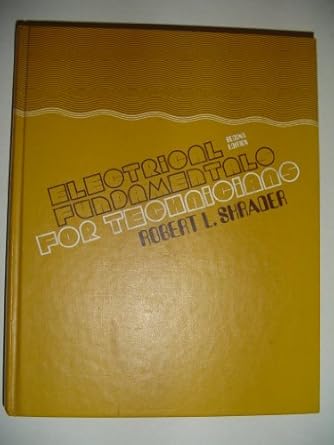 ELECTRICAL
SECOND
EDITION
FUNDAMENTALS
FOR TECHNICIANS
ROBERT L. SHRADER